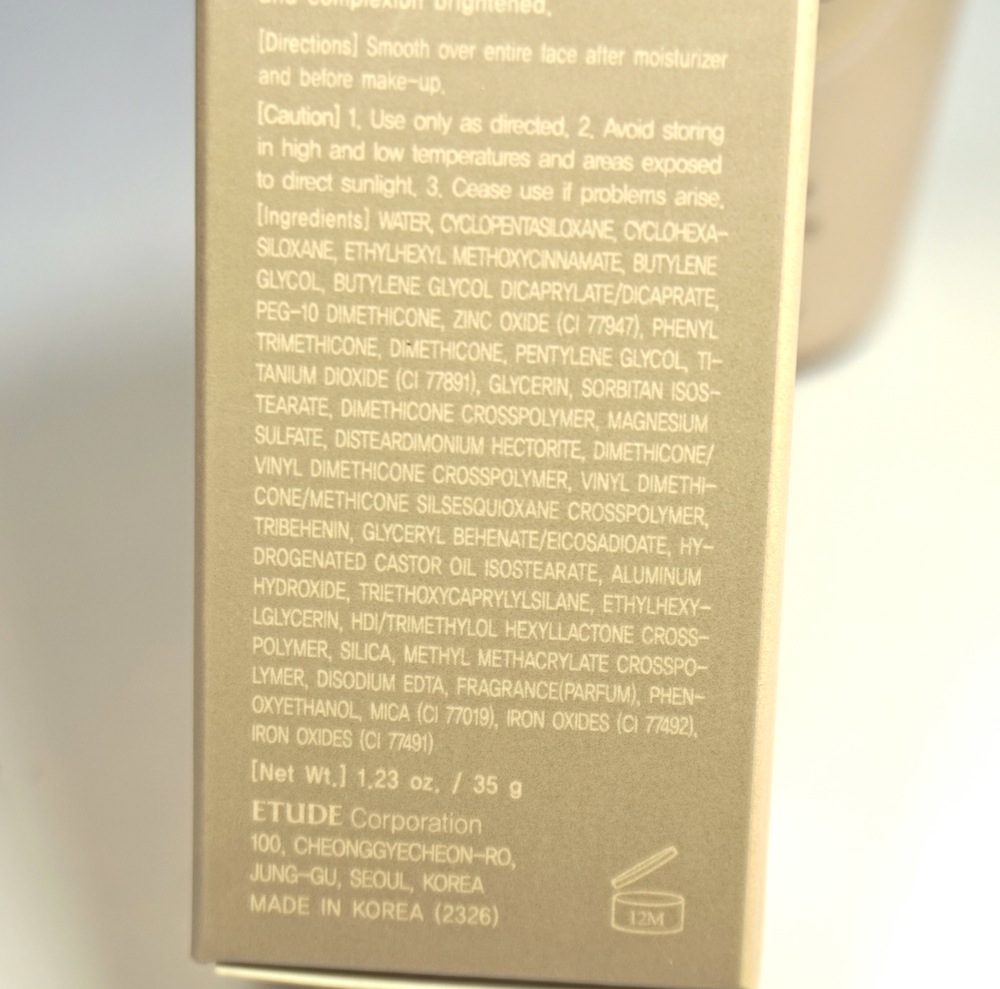 and complexion brightened.
[Directions] Smooth over entire face after moisturizer
and before make-up.
[Caution] 1. Use only as directed. 2. Avoid storing
in high and low temperatures and areas exposed
to direct sunlight. 3. Cease use if problems arise.
[Ingredients] WATER, CYCLOPENTASILOXANE, CYCLOHEXA-
SILOXANE, ETHYLHEXYL METHOXYCINNAMATE, BUTYLENE
GLYCOL, BUTYLENE GLYCOL DICAPRYLATE/DICAPRATE,
PEG-10 DIMETHICONE, ZINC OXIDE (CI 77947), PHENYL
TRIMETHICONE, DIMETHICONE, PENTYLENE GLYCOL, TI-
TANIUM DIOXIDE (CI 77891), GLYCERIN, SORBITAN ISOS-
TEARATE, DIMETHICONE CROSSPOLYMER, MAGNESIUM
SULFATE, DISTEARDIMONIUM HECTORITE, DIMETHICONE/
VINYL DIMETHICONE CROSSPOLYMER, VINYL DIMETHI-
CONE/METHICONE SILSESQUIOXANE CROSSPOLYMER,
TRIBEHENIN, GLYCERYL BEHENATE/EICOSADIOATE, HY-
DROGENATED CASTOR OIL ISOSTEARATE, ALUMINUM
HYDROXIDE, TRIETHOXYCAPRYLYLSILANE, ETHYLHEXY-
LGLYCERIN, HDI/TRIMETHYLOL HEXYLLACTONE CROSS-
POLYMER, SILICA, METHYL METHACRYLATE CROSSPO-
LYMER, DISODIUM EDTA, FRAGRANCE(PARFUM), PHEN-
OXYETHANOL, MICA (CI 77019), IRON OXIDES (CI 77492),
IRON OXIDES (CI 77491)
[Net Wt.] 1.23 oz. / 35 g
ETUDE Corporation
100, CHEONGGYECHEON-RO,
JUNG-GU, SEOUL, KOREA
MADE IN KOREA (2326)
12M